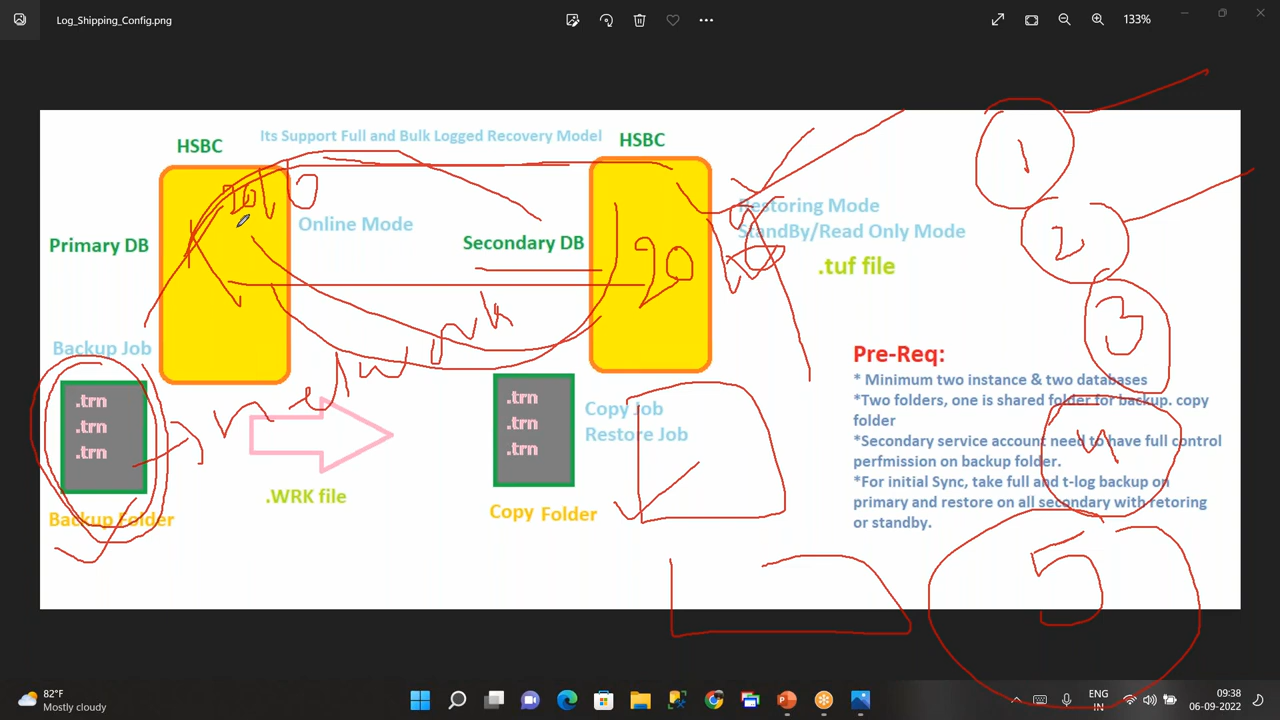 Log_Shipping_Config.png
133%
HSBC
Its Support Full and Bulk Logged Recovery Model
HSBC
1
Restoring Mode
Online Mode
StandBy/Read Only Mode
2
Primary DB
Secondary DB
20
.tuf file
3
Backup Job
Pre-Req:
* Minimum two instance & two databases
*Two folders, one is shared folder for backup. copy
folder
*Secondary service account need to have full control
perfmission on backup folder.
*For initial Sync, take full and t-log backup on
primary and restore on all secondary with retoring
or standby.
.trn
.trn
.trn
.trn
.trn
.trn
Copy Job
Restore Job
.WRK file
Backup Folder
Copy Folder
5
82°F
Mostly cloudy
ENG
IN
09:38
06-09-2022